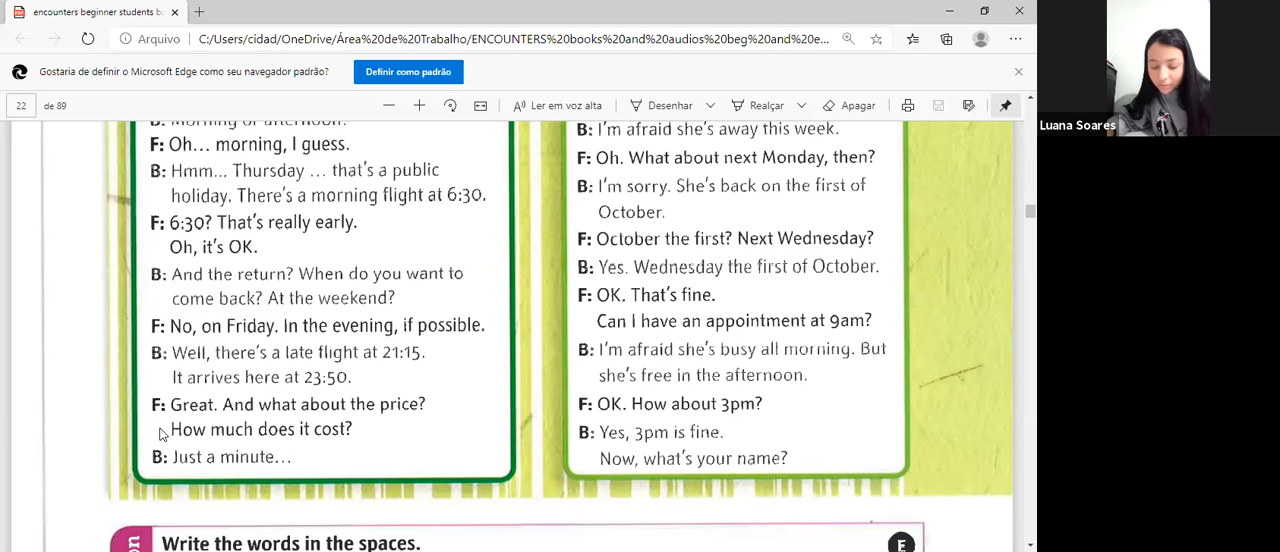 encounters beginner students bo
Arquivo
C:/Users/cidad/OneDrive/Área%20de%20Trabalho/ENCOUNTERS%20books%20and%20audios%20beg%20and%20e...
Gostaria de definir o Microsoft Edge como seu navegador padrão?
Definir como padrão
22 de 89
Ler em voz alta
Desenhar
Realçar
Apagar
B: Morning or afternoon?
F: Oh... morning, I guess.
B: Hmm... Thursday ... that's a public
holiday. There's a morning flight at 6:30.
F: 6:30? That's really early.
Oh, it's OK.
B: And the return? When do you want to
come back? At the weekend?
F: No, on Friday. In the evening, if possible.
B: Well, there's a late flight at 21:15.
It arrives here at 23:50.
F: Great. And what about the price?
How much does it cost?
B: Just a minute...
B: I'm afraid she's away this week.
F: Oh. What about next Monday, then?
B: I'm sorry. She's back on the first of
October.
F: October the first? Next Wednesday?
B: Yes. Wednesday the first of October.
F: OK. That's fine.
Can I have an appointment at 9am?
B: I'm afraid she's busy all morning. But
she's free in the afternoon.
F: OK. How about 3pm?
B: Yes, 3pm is fine.
Now, what's your name?
on
Write the words in the spaces.
E
Luana Soares